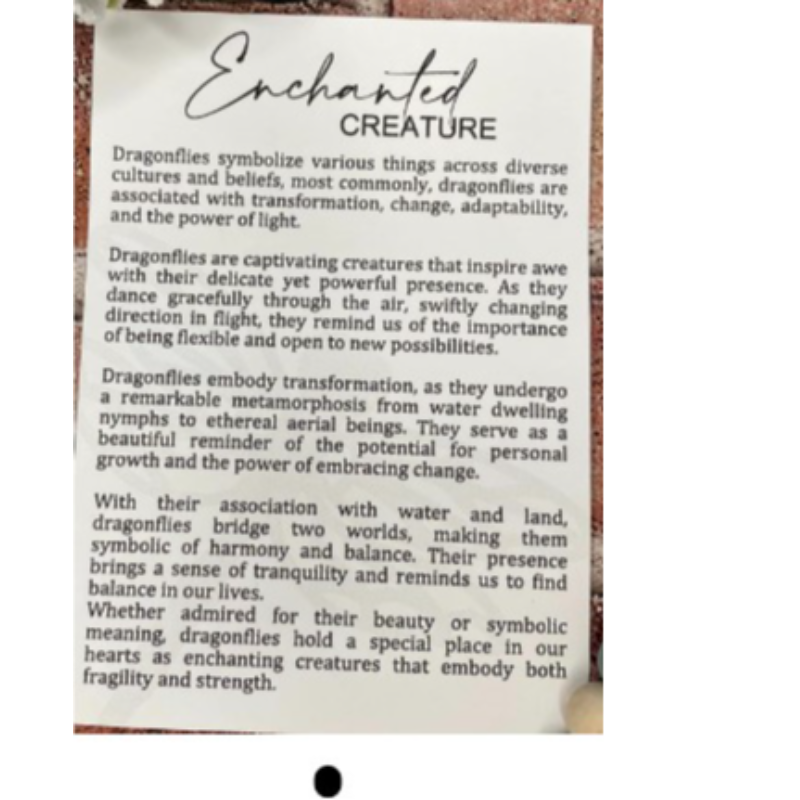 Enchanted
CREATURE
Dragonflies symbolize various things across diverse
cultures and beliefs, most commonly, dragonflies are
associated with transformation, change, adaptability,
and the power of light.
Dragonflies are captivating creatures that inspire awe
with their delicate yet powerful presence. As they
dance gracefully through the air, swiftly changing
direction in flight, they remind us of the importance
of being flexible and open to new possibilities.
Dragonflies embody transformation, as they undergo
a remarkable metamorphosis from water dwelling
nymphs to ethereal aerial beings. They serve as a
beautiful reminder of the potential for personal
growth and the power of embracing change.
With their association with water and land,
dragonflies bridge two worlds, making them
symbolic of harmony and balance. Their presence
brings a sense of tranquility and reminds us to find
balance in our lives.
Whether admired for their beauty or symbolic
meaning, dragonflies hold a special place in our
hearts as enchanting creatures that embody both
fragility and strength.